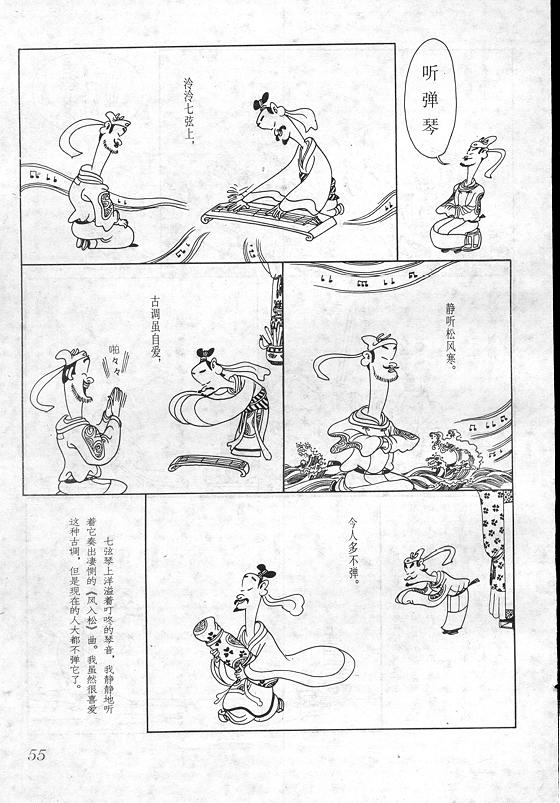 听弹琴
泠泠七弦上，
静听松风寒。
古调虽自爱，
啪々々
今人多不弹。
七弦琴上洋溢着叮咚的琴音，我静静地听
着它奏出凄恻的《风入松》曲。我虽然很喜爱
这种古调，但是现在的人大都不弹它了。
55